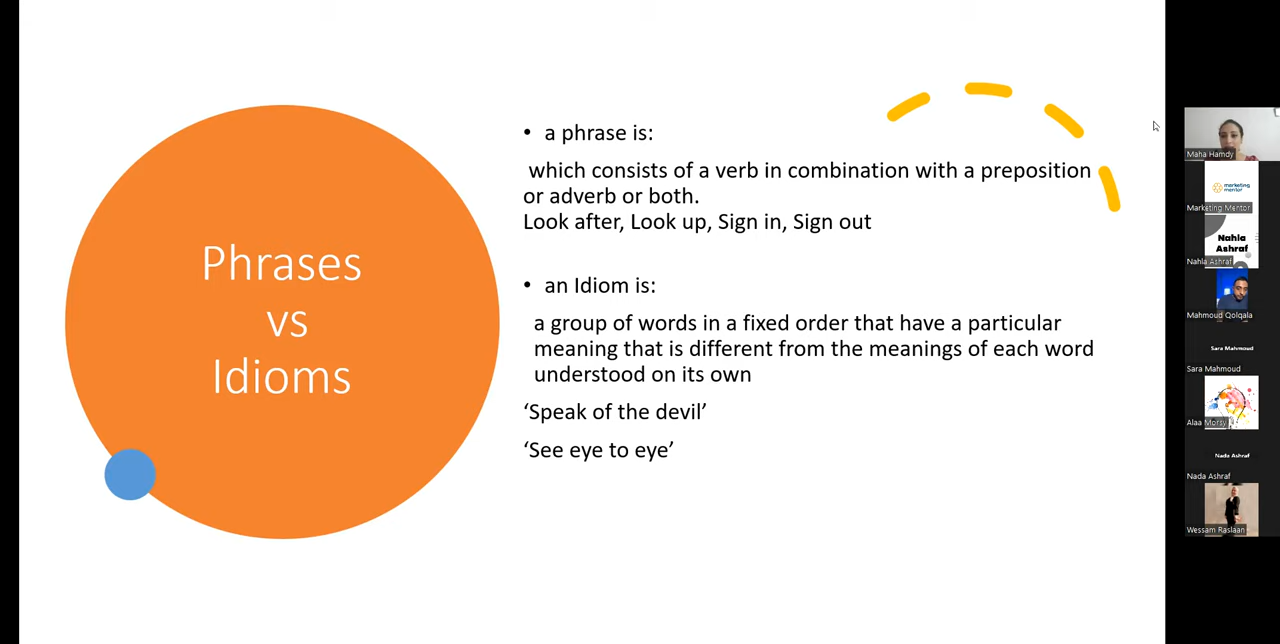 Phrases
vs
Idioms
• a phrase is:
which consists of a verb in combination with a preposition
or adverb or both.
Look after, Look up, Sign in, Sign out
• an Idiom is:
a group of words in a fixed order that have a particular
meaning that is different from the meanings of each word
understood on its own
‘Speak of the devil’
‘See eye to eye’
Maha Hamdy
marketing
mentor
Marketing Mentor
Nahla
Ashraf
Nahla Ashraf
Mahmoud Qolqala
Sara Mahmoud
Sara Mahmoud
Alaa Morsy
Nada Ashraf
Nada Ashraf
Wessam Raslaan